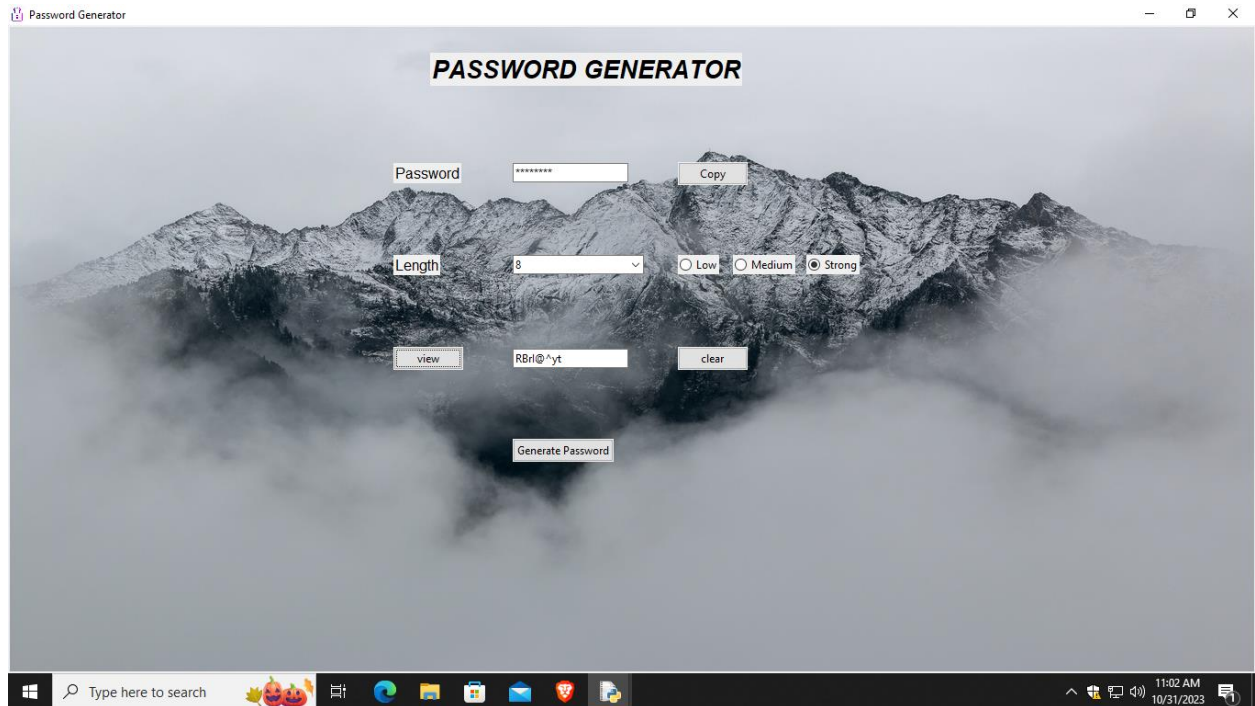 Password Generator
PASSWORD GENERATOR
Password ******** Copy
Length 8 Low Medium Strong
view RBrl@^yt clear
Generate Password
Type here to search
11:02 AM
10/31/2023
1